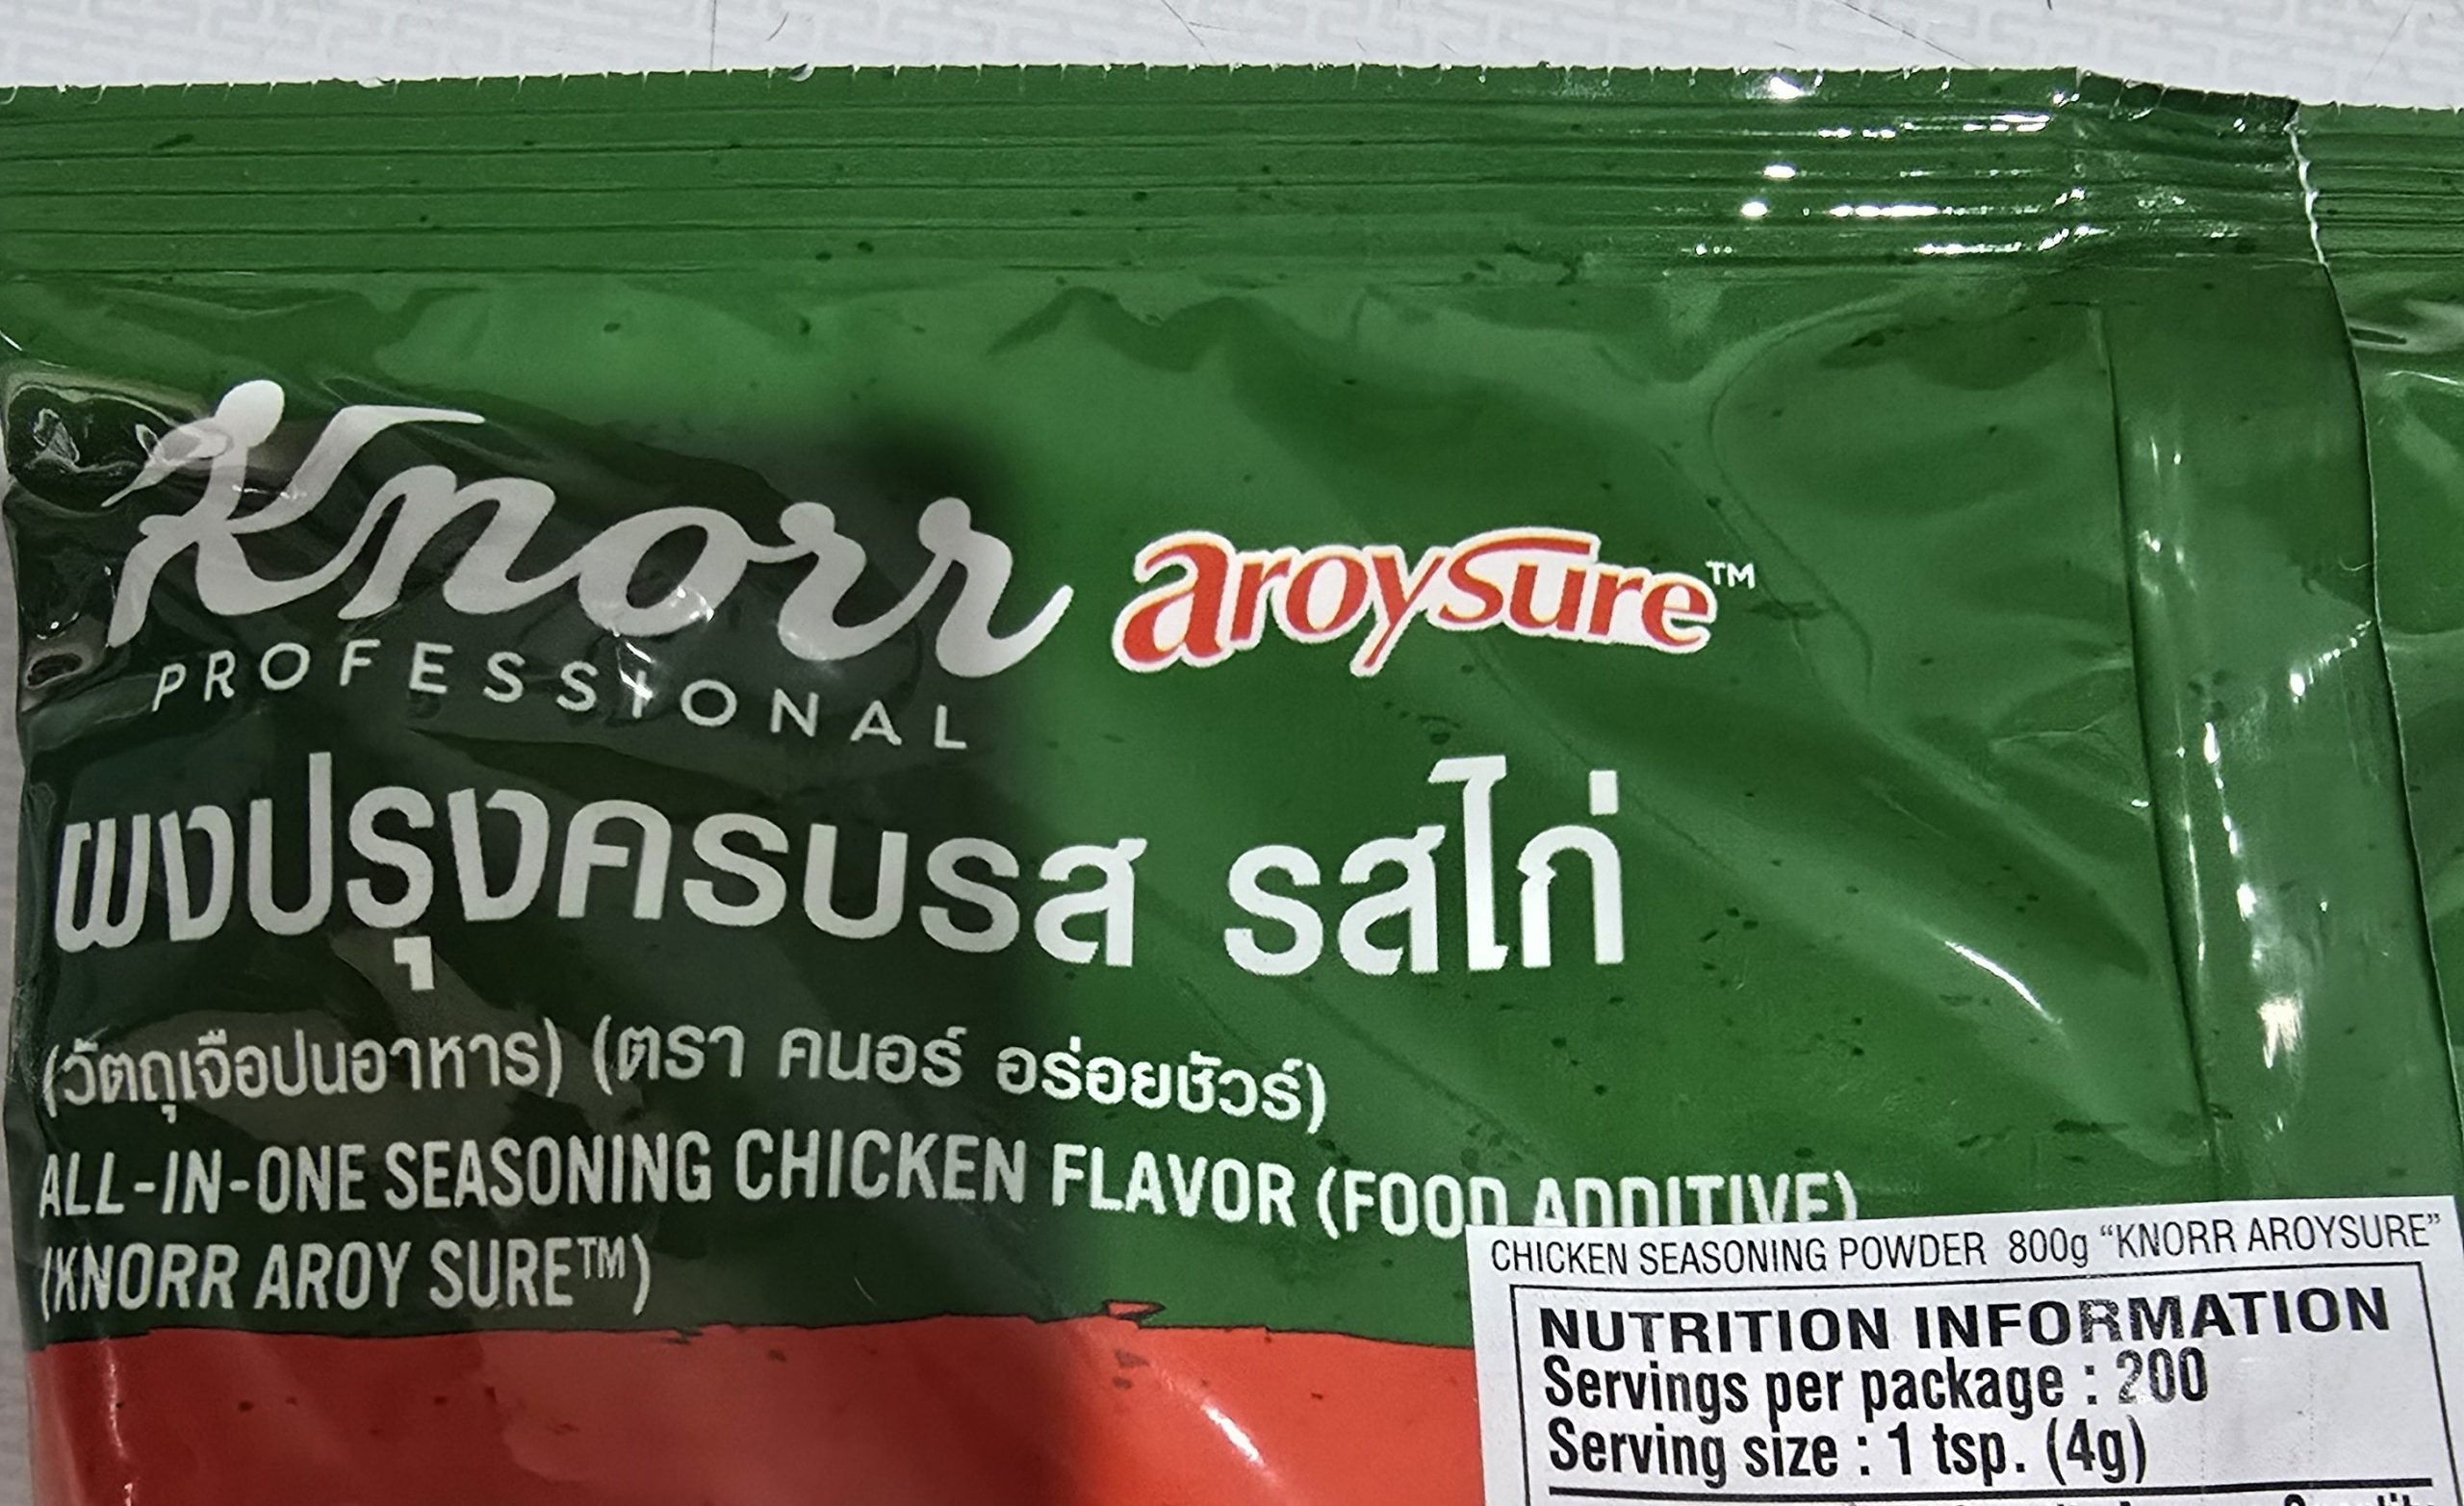 Knorr aroysure™
PROFESSIONAL
ผงปรุงครบรส รสไก่
(วัตถุเจือปนอาหาร) (ตรา คนอร์ อร่อยชัวร์)
ALL-IN-ONE SEASONING CHICKEN FLAVOR (FOOD ADDITIVE)
(KNORR AROY SURE™)
CHICKEN SEASONING POWDER 800g “KNORR AROYSURE”
NUTRITION INFORMATION
Servings per package : 200
Serving size : 1 tsp. (4g)